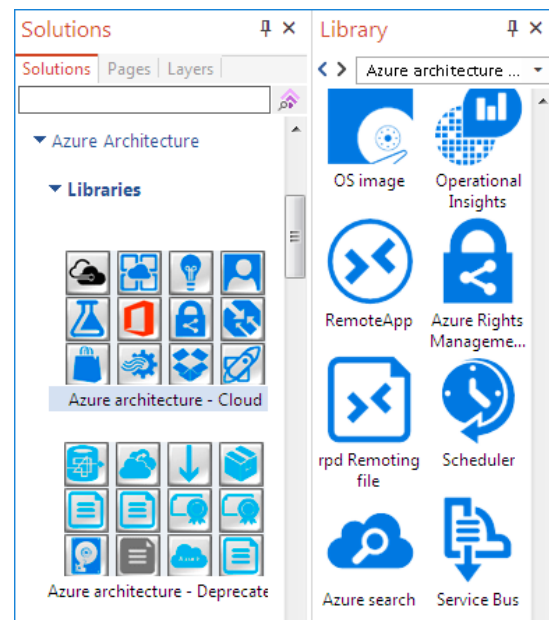 Solutions
Solutions Pages Layers
Azure Architecture
Libraries
Azure architecture - Cloud
Azure architecture - Deprecate
Library
Azure architecture ...
OS image
Operational
Insights
RemoteApp
Azure Rights
Manageme...
rpd Remoting
file
Scheduler
Azure search
Service Bus